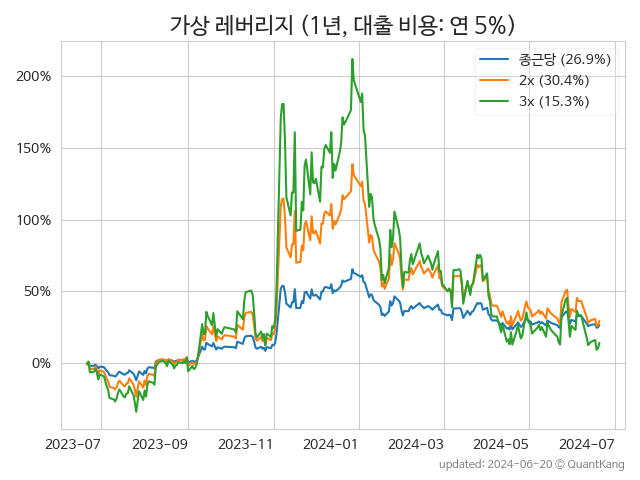 가상 레버리지 (1년, 대출 비용: 연 5%)
종근당 (26.9%)
2x (30.4%)
3x (15.3%)
200%
150%
100%
50%
0%
2023-07 2023-09 2023-11 2024-01 2024-03 2024-05 2024-07
updated: 2024-06-20 © QuantKang